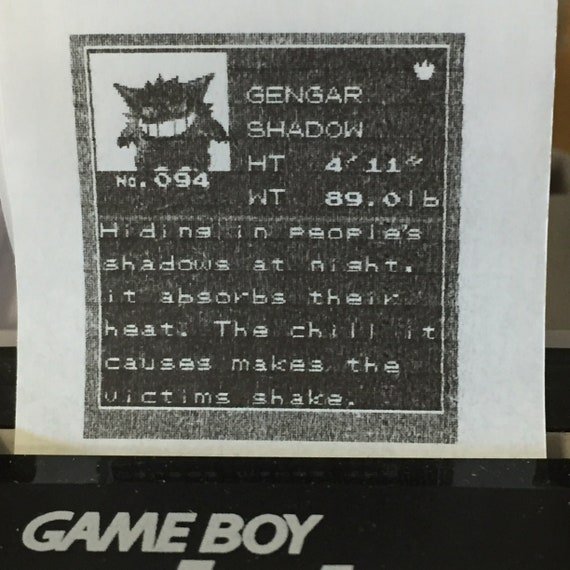 GENGAR
SHADOW
HT 4'11"
No.094
WT 89.0lb
Hiding in people's
shadows at night,
it absorbs their
heat. The chill it
causes makes the
victims shake.
GAME BOY